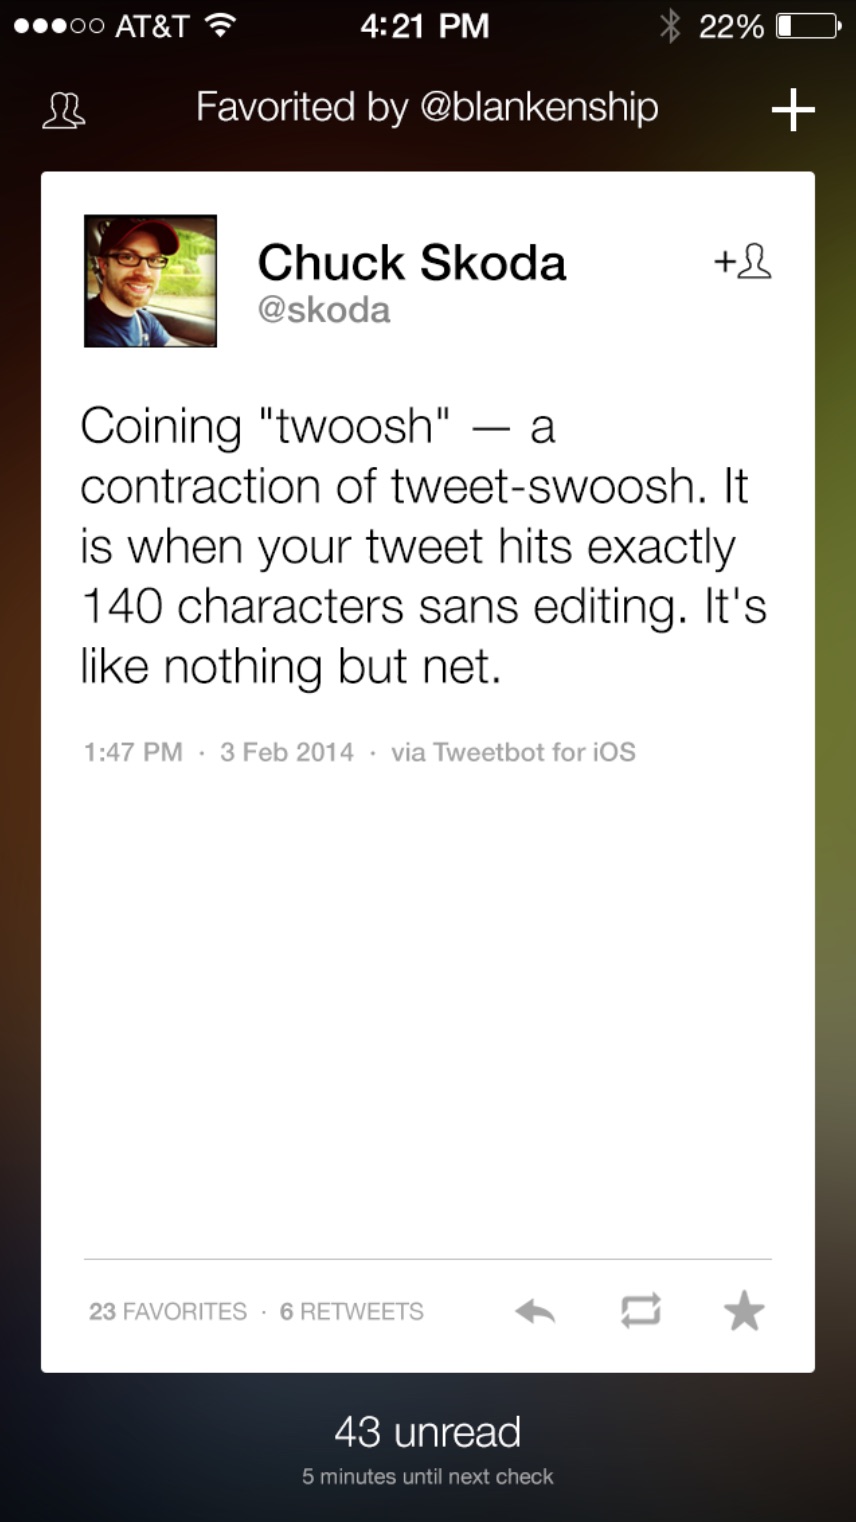 AT&T 4:21 PM 22%
Favorited by @blankenship
Chuck Skoda
@skoda
Coining "twoosh" — a
contraction of tweet-swoosh. It
is when your tweet hits exactly
140 characters sans editing. It's
like nothing but net.
1:47 PM · 3 Feb 2014 · via Tweetbot for iOS
23 FAVORITES · 6 RETWEETS
43 unread
5 minutes until next check